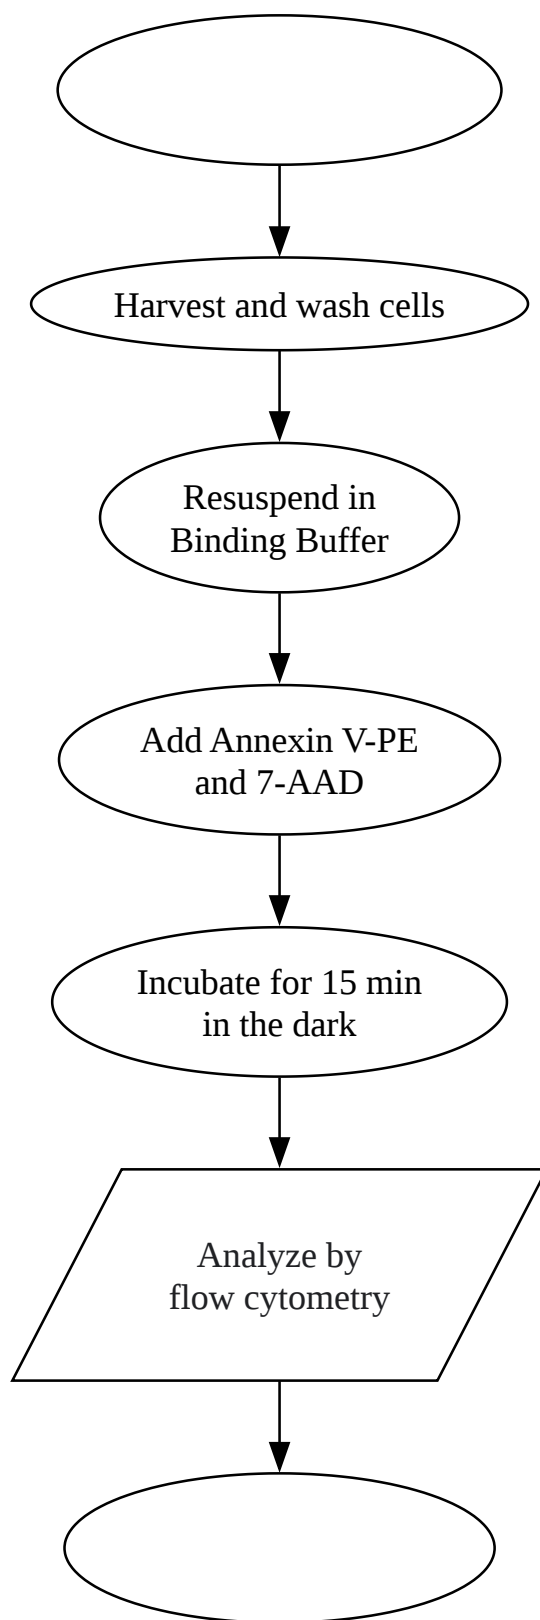 Harvest and wash cells
Resuspend in
Binding Buffer
Add Annexin V-PE
and 7-AAD
Incubate for 15 min
in the dark
Analyze by
flow cytometry